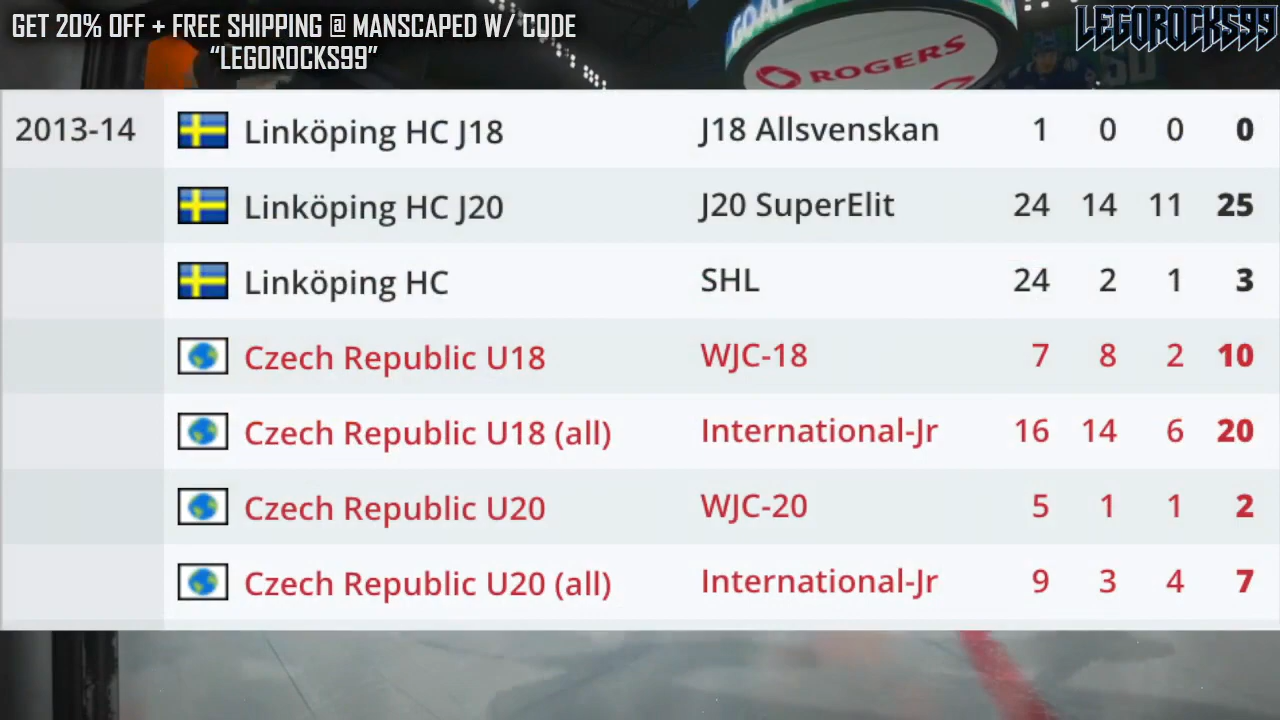 GET 20% OFF + FREE SHIPPING @ MANSCAPED W/ CODE
"LEGOROCKS99"
LEGOROCKS99
GOAL
ROGERS
2013-14 Linköping HC J18 J18 Allsvenskan 1 0 0 0
Linköping HC J20 J20 SuperElit 24 14 11 25
Linköping HC SHL 24 2 1 3
Czech Republic U18 WJC-18 7 8 2 10
Czech Republic U18 (all) International-Jr 16 14 6 20
Czech Republic U20 WJC-20 5 1 1 2
Czech Republic U20 (all) International-Jr 9 3 4 7